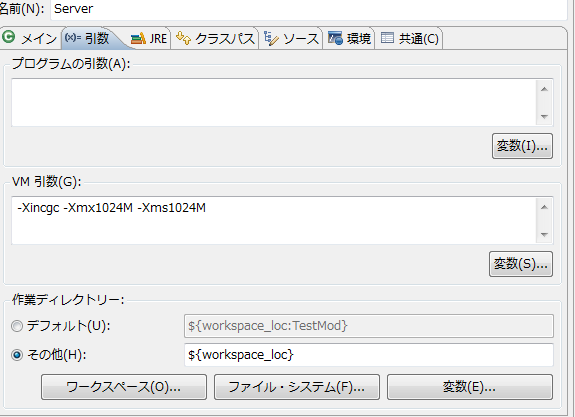 名前(N): Server
メイン (x)= 引数 JRE クラスパス ソース 環境 共通(C)
プログラムの引数(A):
変数(I)...
VM 引数(G):
-Xincgc -Xmx1024M -Xms1024M
変数(S)...
作業ディレクトリー:
デフォルト(U): ${workspace_loc:TestMod}
その他(H): ${workspace_loc}
ワークスペース(O)... ファイル・システム(F)... 変数(E)...